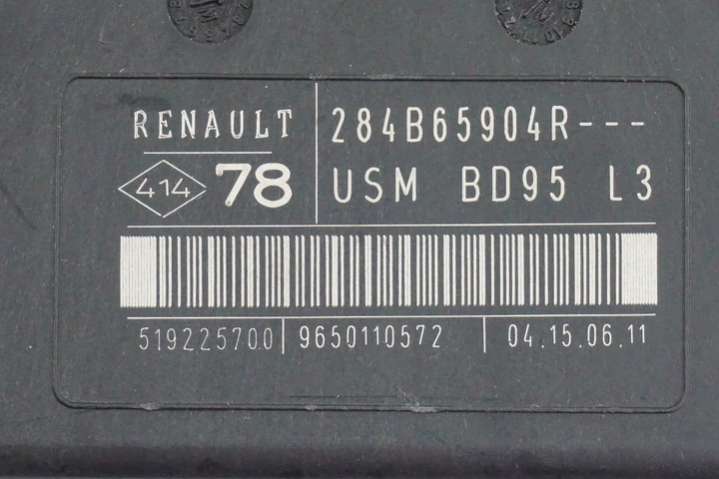 RENAULT 284B65904R---
414 78 USM BD95 L3
519225700 9650110572 04.15.06.11